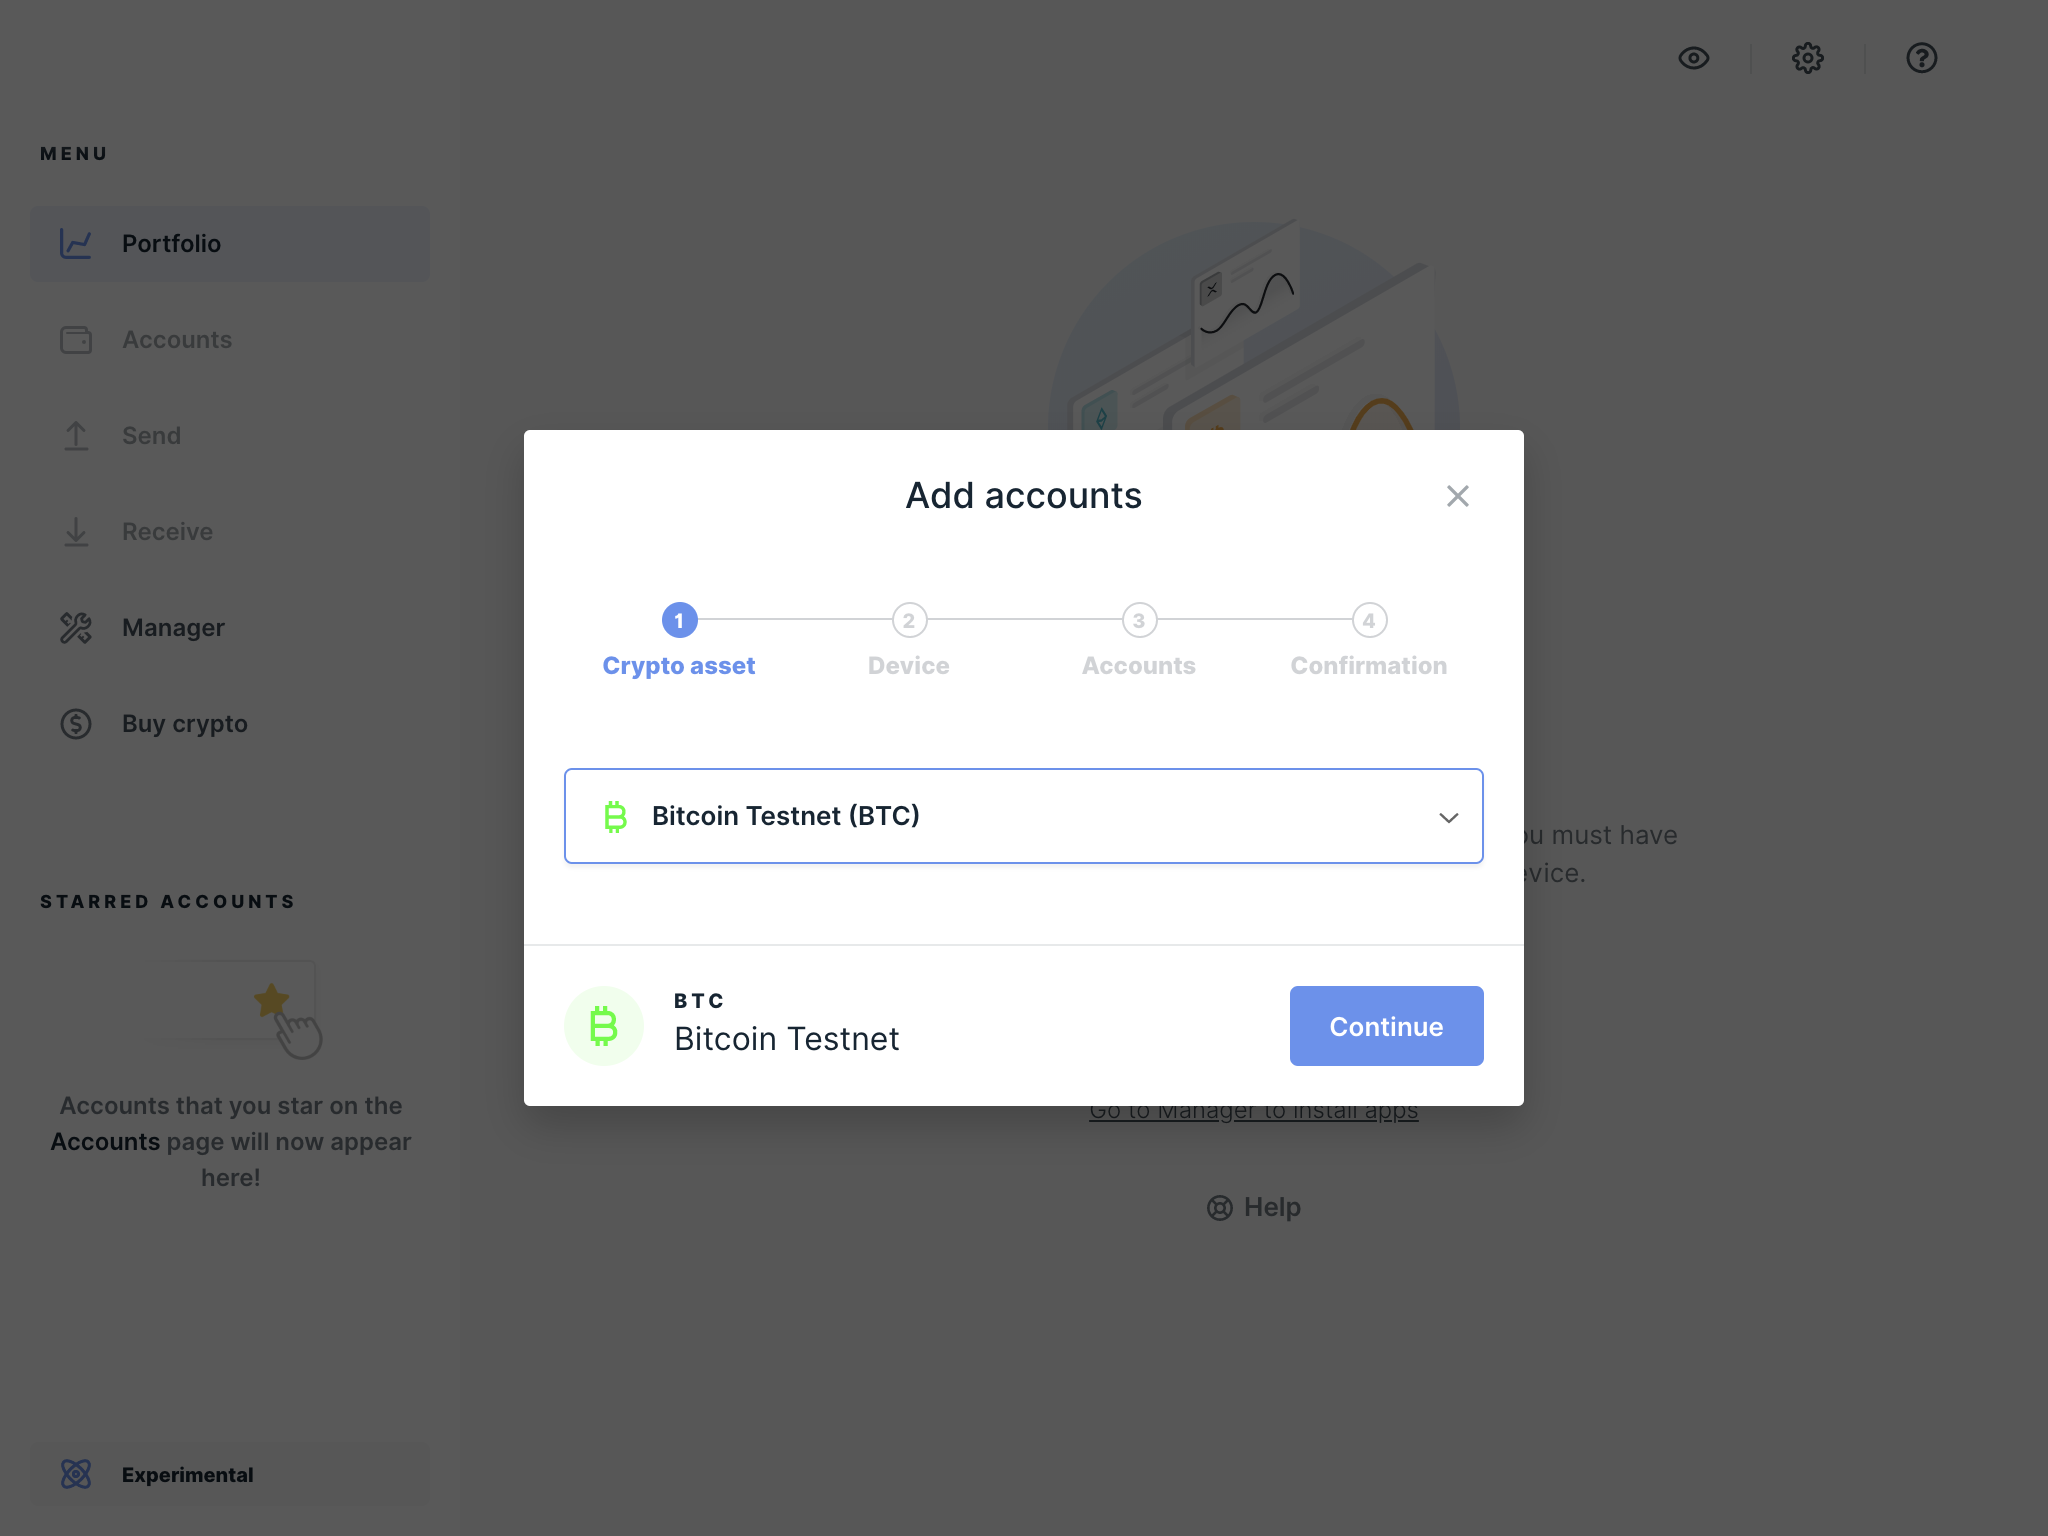 MENU
Portfolio
Accounts
Send
Receive
Manager
Buy crypto
STARRED ACCOUNTS
Accounts that you star on the
Accounts page will now appear
here!
Experimental
Add accounts
1
2
3
4
Crypto asset
Device
Accounts
Confirmation
Bitcoin Testnet (BTC)
must have
BTC
Bitcoin Testnet
Continue
Go to Manager to install apps
Help